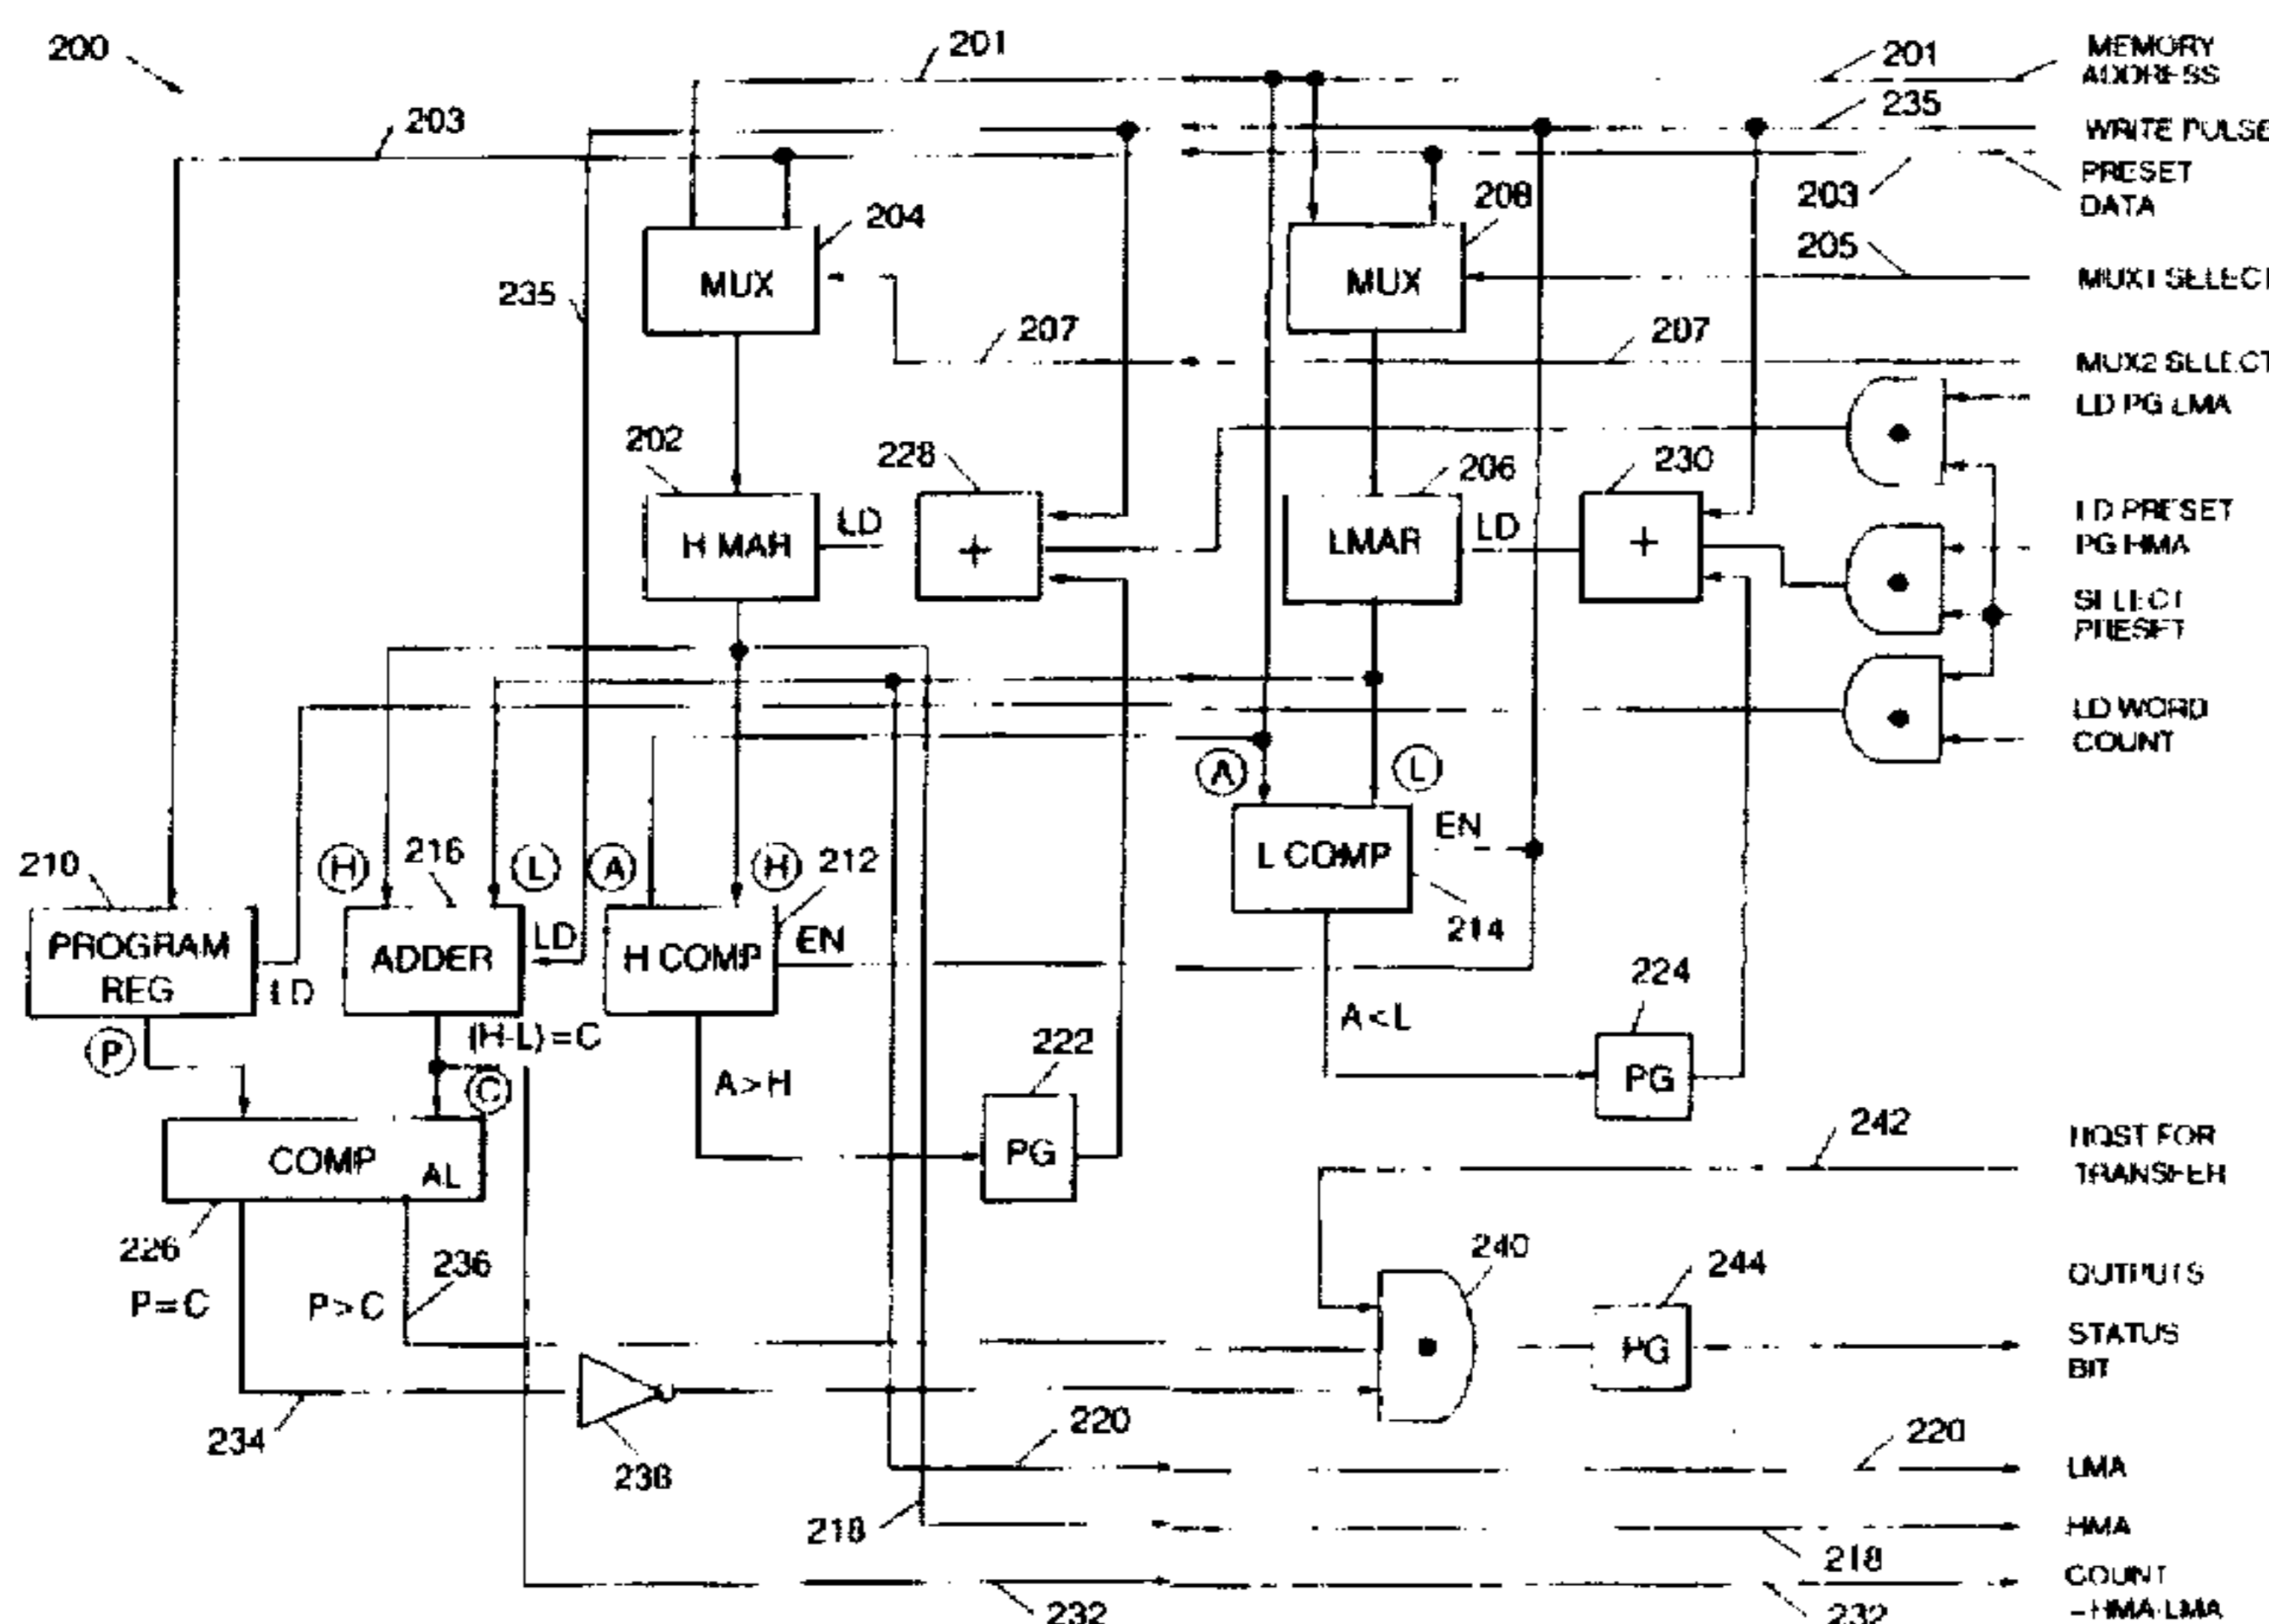 200
201
201
MEMORY
ADDRESS
203
235
WRITE PULSE
PRESET
DATA
203
204
208
205
MUX
MUX
MUX1 SELECT
235
207
207
MUX2 SELECT
LD PG LMA
202
228
206
230
H MAR
LD
+
LMAR
LD
+
LD PRESET
PG HMA
SELECT
PRESET
LD WORD
COUNT
A
L
L COMP
EN
214
210
H
216
L
A
H
212
PROGRAM
REG
LD
ADDER
LD
H COMP
EN
P
(H-L)=C
C
A>H
222
PG
A<L
224
PG
COMP
AL
226
236
P=C
P>C
242
HOST FOR
TRANSFER
240
244
OUTPUTS
PG
STATUS
BIT
234
238
220
220
LMA
218
HMA
218
232
232
COUNT
=HMA-LMA